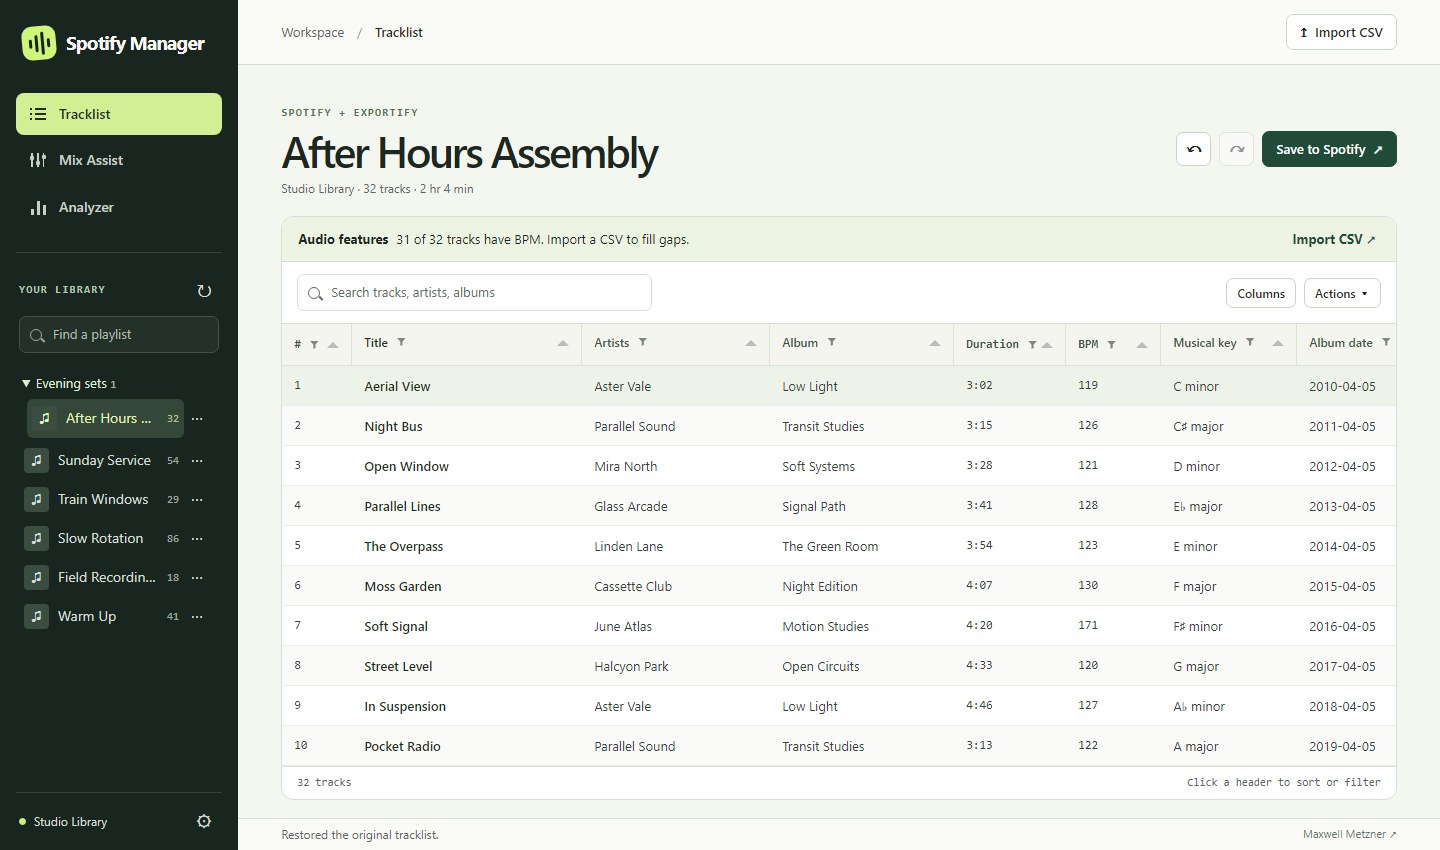 Spotify Manager
Tracklist
Mix Assist
Analyzer
YOUR LIBRARY
Find a playlist
Evening sets 1
After Hours ... 32
Sunday Service 54
Train Windows 29
Slow Rotation 86
Field Recordin... 18
Warm Up 41
Studio Library
Workspace / Tracklist
Import CSV
SPOTIFY + EXPORTIFY
After Hours Assembly
Studio Library · 32 tracks · 2 hr 4 min
Save to Spotify ↗
Audio features 31 of 32 tracks have BPM. Import a CSV to fill gaps.
Import CSV ↗
Search tracks, artists, albums
Columns
Actions
# Title Artists Album Duration BPM Musical key Album date
1 Aerial View Aster Vale Low Light 3:02 119 C minor 2010-04-05
2 Night Bus Parallel Sound Transit Studies 3:15 126 C♯ major 2011-04-05
3 Open Window Mira North Soft Systems 3:28 121 D minor 2012-04-05
4 Parallel Lines Glass Arcade Signal Path 3:41 128 E♭ major 2013-04-05
5 The Overpass Linden Lane The Green Room 3:54 123 E minor 2014-04-05
6 Moss Garden Cassette Club Night Edition 4:07 130 F major 2015-04-05
7 Soft Signal June Atlas Motion Studies 4:20 171 F♯ minor 2016-04-05
8 Street Level Halcyon Park Open Circuits 4:33 120 G major 2017-04-05
9 In Suspension Aster Vale Low Light 4:46 127 A♭ minor 2018-04-05
10 Pocket Radio Parallel Sound Transit Studies 3:13 122 A major 2019-04-05
32 tracks
Click a header to sort or filter
Restored the original tracklist.
Maxwell Metzner ↗